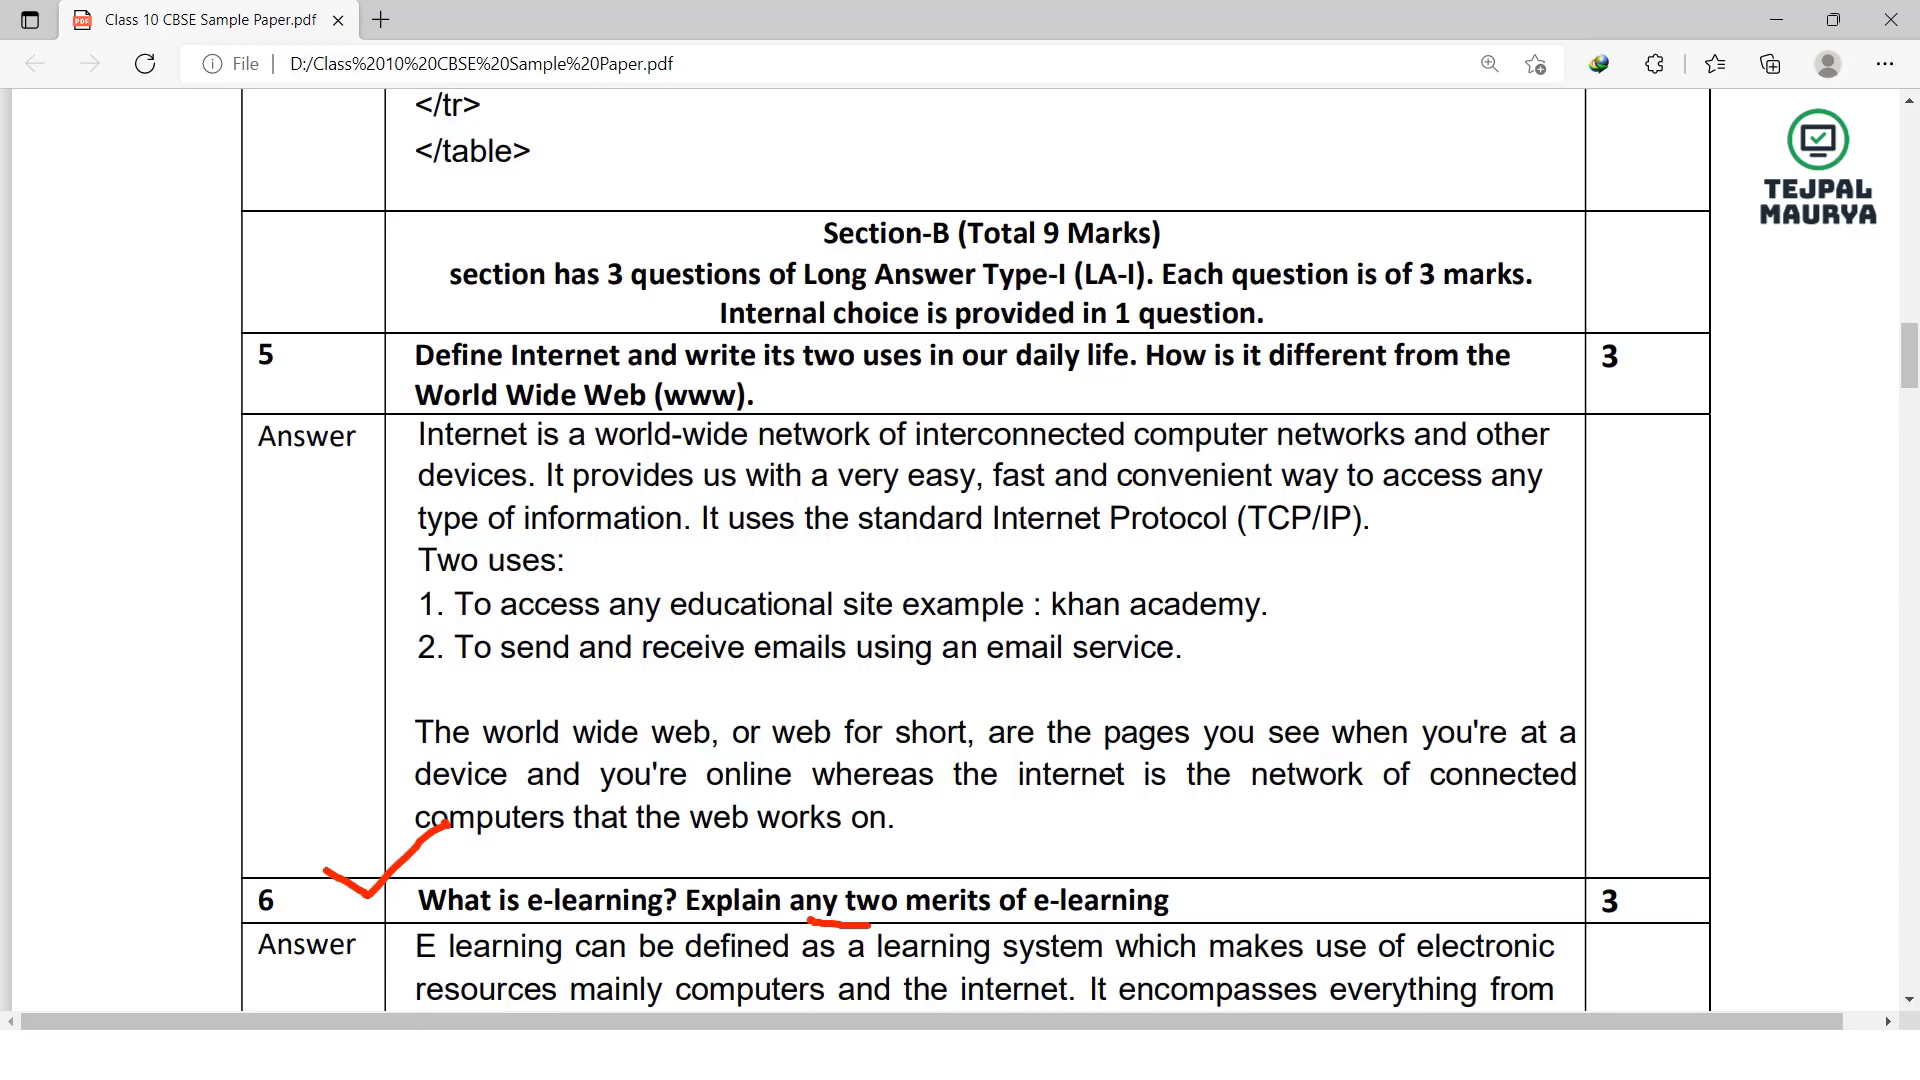 Class 10 CBSE Sample Paper.pdf
File
D:/Class%2010%20CBSE%20Sample%20Paper.pdf
</tr>
</table>
TEJPAL
MAURYA
Section-B (Total 9 Marks)
section has 3 questions of Long Answer Type-I (LA-I). Each question is of 3 marks.
Internal choice is provided in 1 question.
5 Define Internet and write its two uses in our daily life. How is it different from the 3
World Wide Web (www).
Answer Internet is a world-wide network of interconnected computer networks and other
devices. It provides us with a very easy, fast and convenient way to access any
type of information. It uses the standard Internet Protocol (TCP/IP).
Two uses:
1. To access any educational site example : khan academy.
2. To send and receive emails using an email service.
The world wide web, or web for short, are the pages you see when you're at a
device and you're online whereas the internet is the network of connected
computers that the web works on.
6 What is e-learning? Explain any two merits of e-learning 3
Answer E learning can be defined as a learning system which makes use of electronic
resources mainly computers and the internet. It encompasses everything from